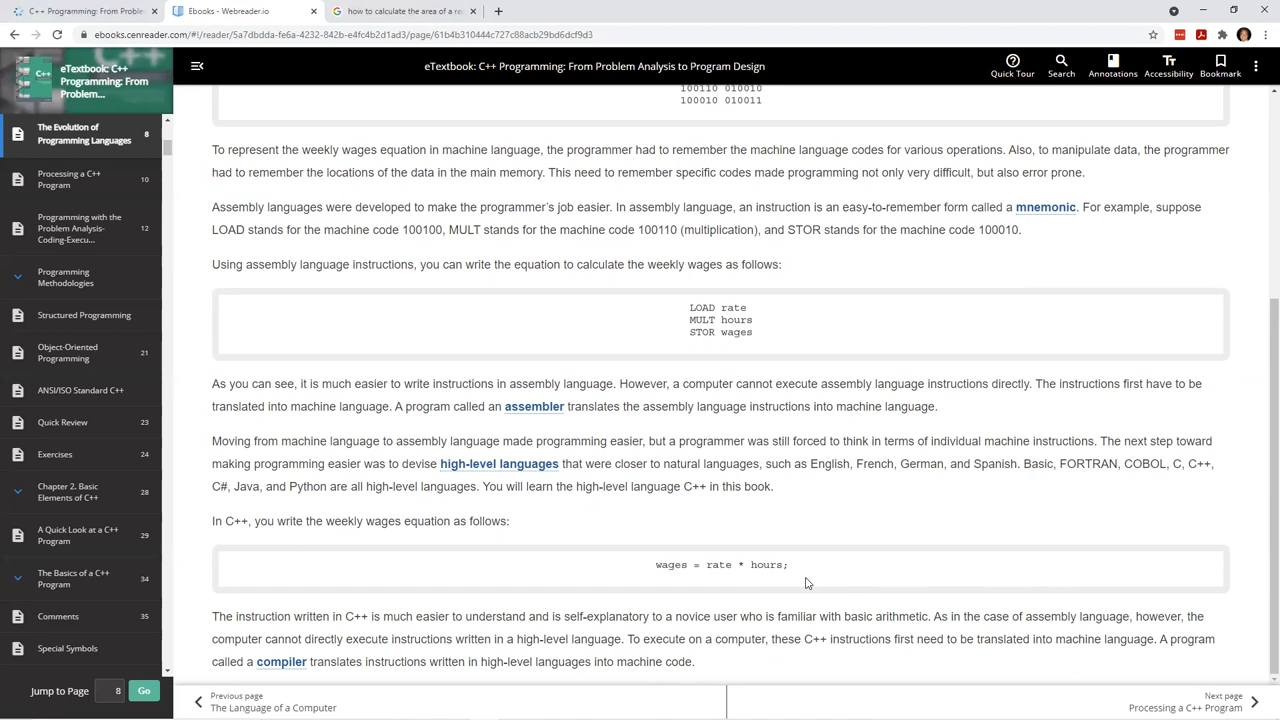 C++ Programming: From Problem
Ebooks - Webreader.io
how to calculate the area of a re
ebooks.cenreader.com/#!/reader/5a7dbdda-fe6a-4232-842b-e4fc4b2d1ad3/page/61b4b310444c727c88acb29bd6dcf9d3
C++
eTextbook: C++
Programming: From
Problem...
eTextbook: C++ Programming: From Problem Analysis to Program Design
Quick Tour
Search
Annotations
Accessibility
Bookmark
The Evolution of
Programming Languages 8
Processing a C++
Program 10
Programming with the
Problem Analysis-
Coding-Execu... 12
Programming
Methodologies
Structured Programming
Object-Oriented
Programming 21
ANSI/ISO Standard C++
Quick Review 23
Exercises 24
Chapter 2. Basic
Elements of C++ 28
A Quick Look at a C++
Program 29
The Basics of a C++
Program 34
Comments 35
Special Symbols
Jump to Page 8 Go
100110 010010
100010 010011
To represent the weekly wages equation in machine language, the programmer had to remember the machine language codes for various operations. Also, to manipulate data, the programmer
had to remember the locations of the data in the main memory. This need to remember specific codes made programming not only very difficult, but also error prone.
Assembly languages were developed to make the programmer's job easier. In assembly language, an instruction is an easy-to-remember form called a mnemonic. For example, suppose
LOAD stands for the machine code 100100, MULT stands for the machine code 100110 (multiplication), and STOR stands for the machine code 100010.
Using assembly language instructions, you can write the equation to calculate the weekly wages as follows:
LOAD rate
MULT hours
STOR wages
As you can see, it is much easier to write instructions in assembly language. However, a computer cannot execute assembly language instructions directly. The instructions first have to be
translated into machine language. A program called an assembler translates the assembly language instructions into machine language.
Moving from machine language to assembly language made programming easier, but a programmer was still forced to think in terms of individual machine instructions. The next step toward
making programming easier was to devise high-level languages that were closer to natural languages, such as English, French, German, and Spanish. Basic, FORTRAN, COBOL, C, C++,
C#, Java, and Python are all high-level languages. You will learn the high-level language C++ in this book.
In C++, you write the weekly wages equation as follows:
wages = rate * hours;
The instruction written in C++ is much easier to understand and is self-explanatory to a novice user who is familiar with basic arithmetic. As in the case of assembly language, however, the
computer cannot directly execute instructions written in a high-level language. To execute on a computer, these C++ instructions first need to be translated into machine language. A program
called a compiler translates instructions written in high-level languages into machine code.
Previous page
The Language of a Computer
Next page
Processing a C++ Program